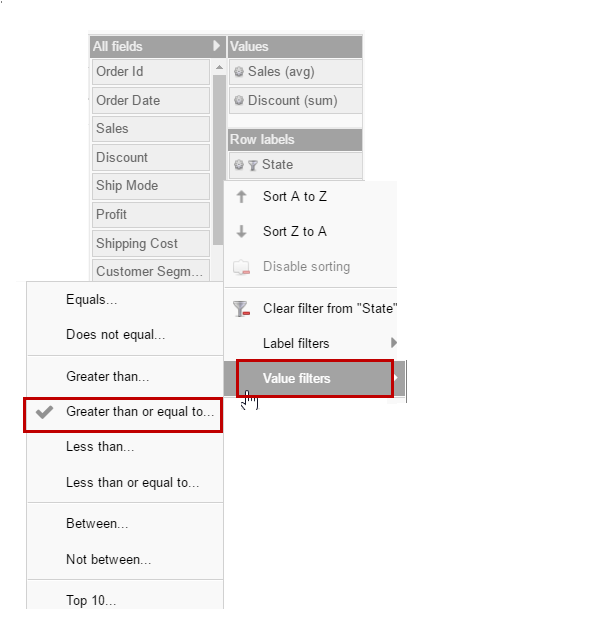 All fields
Values
Order Id
Sales (avg)
Order Date
Discount (sum)
Sales
Row labels
Discount
State
Ship Mode
Sort A to Z
Profit
Sort Z to A
Shipping Cost
Disable sorting
Customer Segm...
Equals...
Clear filter from "State"
Does not equal...
Label filters
Greater than...
Value filters
Greater than or equal to...
Less than...
Less than or equal to...
Between...
Not between...
Top 10...